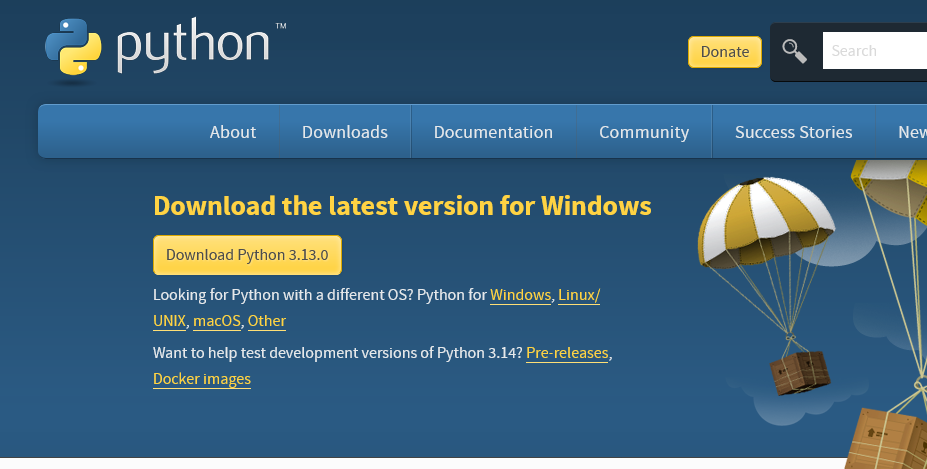 python™
Donate
Search
About Downloads Documentation Community Success Stories
Download the latest version for Windows
Download Python 3.13.0
Looking for Python with a different OS? Python for Windows, Linux/
UNIX, macOS, Other
Want to help test development versions of Python 3.14? Pre-releases,
Docker images